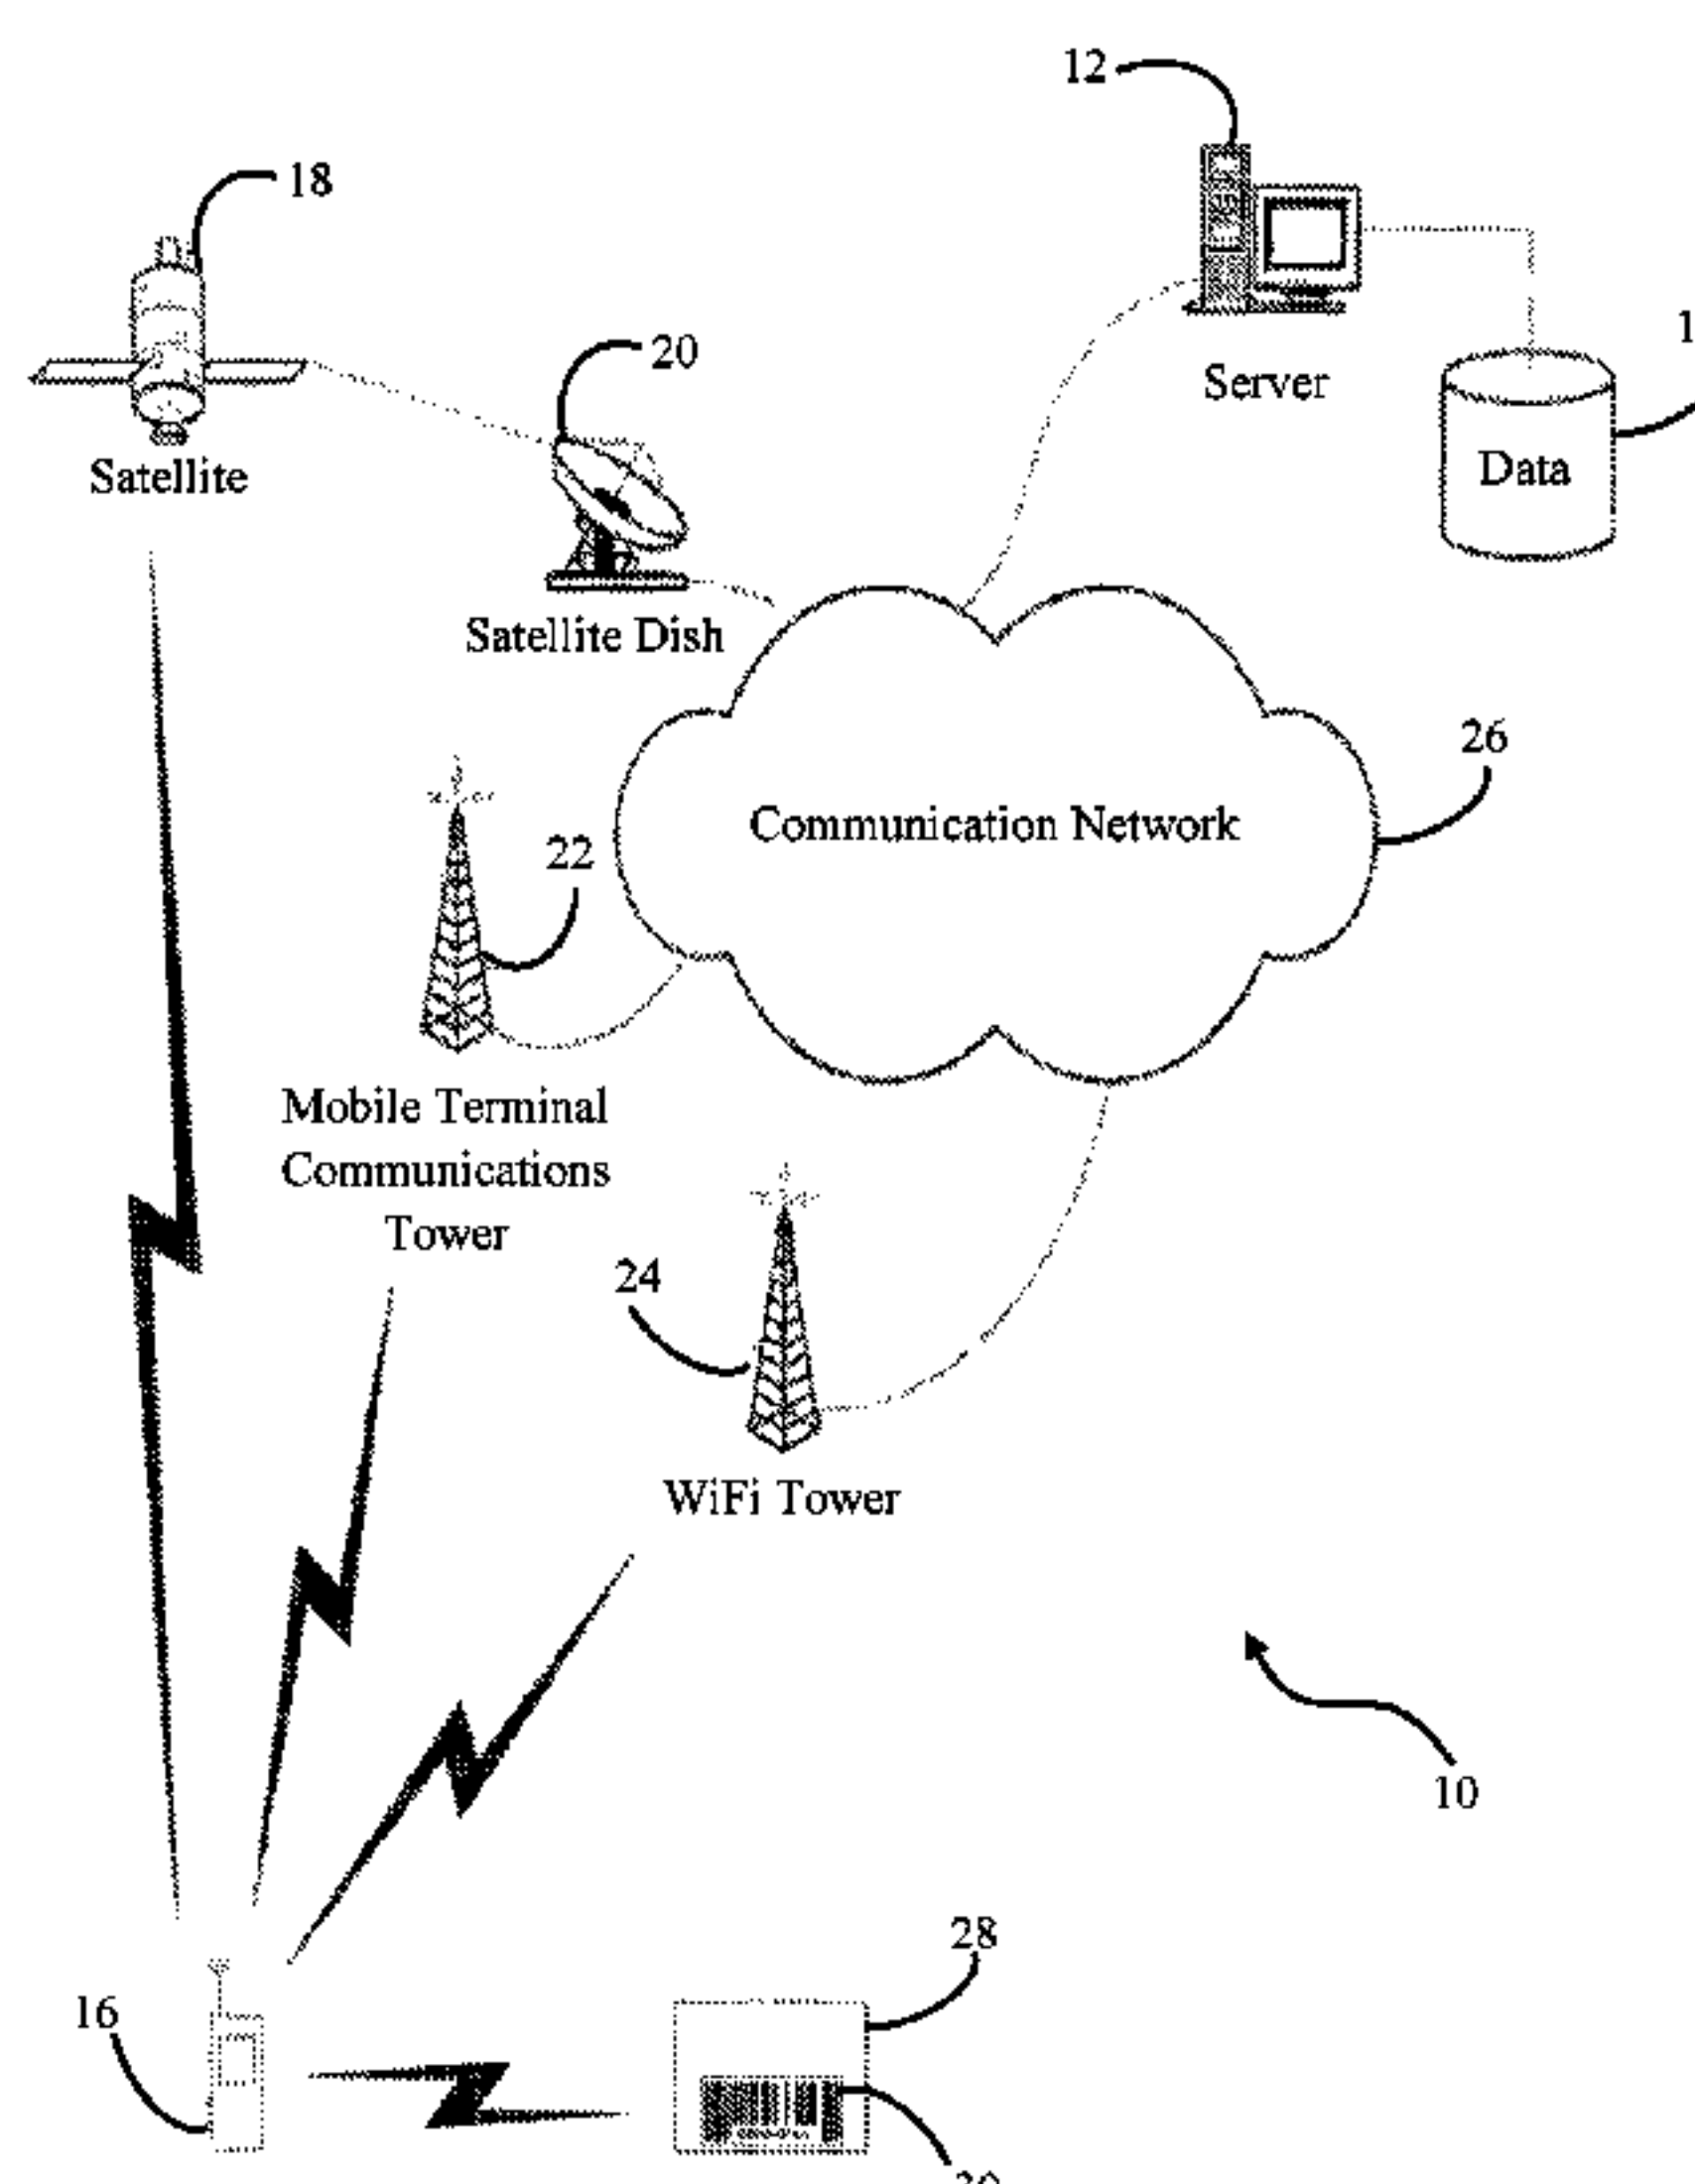 12
18
20
Server
Data
Satellite
Satellite Dish
26
Communication Network
22
Mobile Terminal
Communications
Tower
24
WiFi Tower
10
28
16